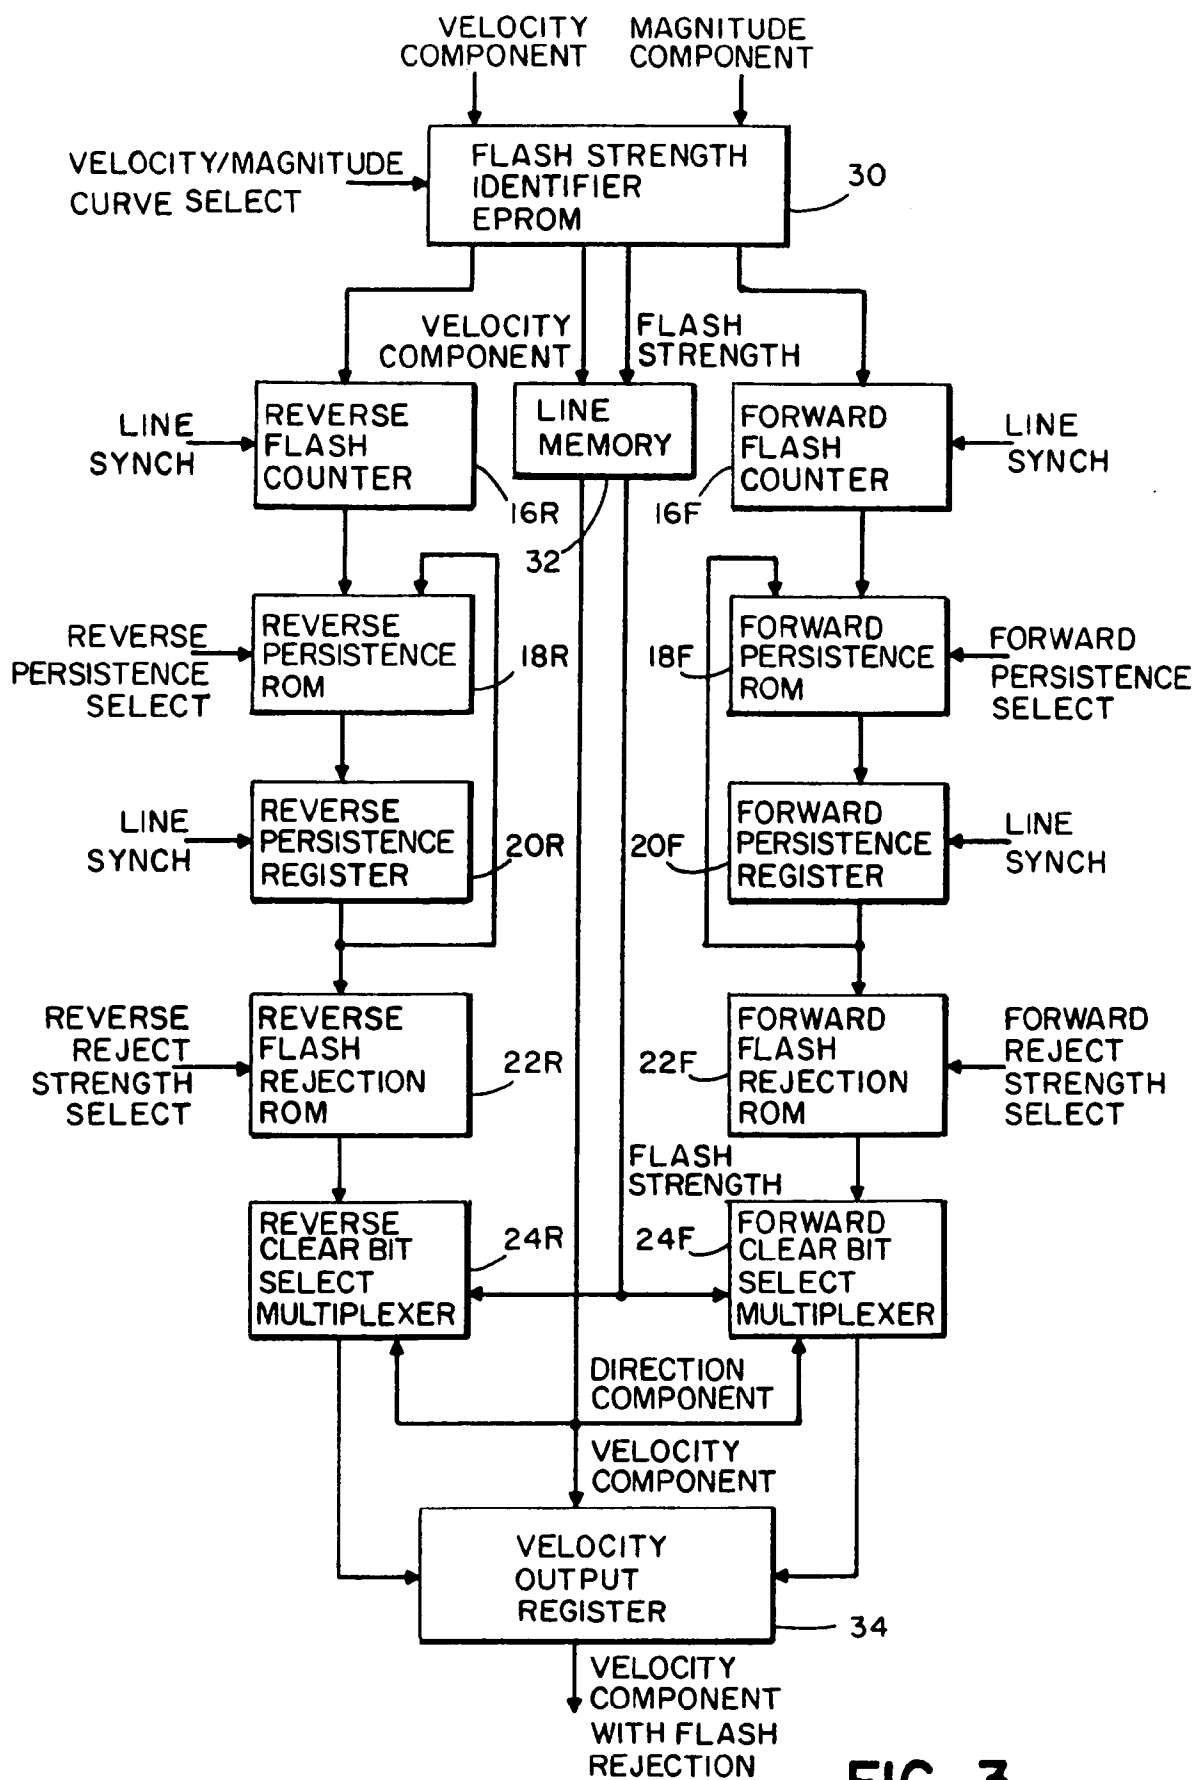 VELOCITY
COMPONENT
MAGNITUDE
COMPONENT
VELOCITY/MAGNITUDE
CURVE SELECT
FLASH STRENGTH
IDENTIFIER
EPROM
30
VELOCITY
COMPONENT
FLASH
STRENGTH
LINE
SYNCH
REVERSE
FLASH
COUNTER
16R
LINE
MEMORY
32
FORWARD
FLASH
COUNTER
16F
LINE
SYNCH
REVERSE
PERSISTENCE
SELECT
REVERSE
PERSISTENCE
ROM
18R
18F
FORWARD
PERSISTENCE
ROM
FORWARD
PERSISTENCE
SELECT
LINE
SYNCH
REVERSE
PERSISTENCE
REGISTER
20R
20F
FORWARD
PERSISTENCE
REGISTER
LINE
SYNCH
REVERSE
REJECT
STRENGTH
SELECT
REVERSE
FLASH
REJECTION
ROM
22R
22F
FORWARD
FLASH
REJECTION
ROM
FORWARD
REJECT
STRENGTH
SELECT
FLASH
STRENGTH
REVERSE
CLEAR BIT
SELECT
MULTIPLEXER
24R
24F
FORWARD
CLEAR BIT
SELECT
MULTIPLEXER
DIRECTION
COMPONENT
VELOCITY
COMPONENT
VELOCITY
OUTPUT
REGISTER
34
VELOCITY
COMPONENT
WITH FLASH
REJECTION
FIG. 3